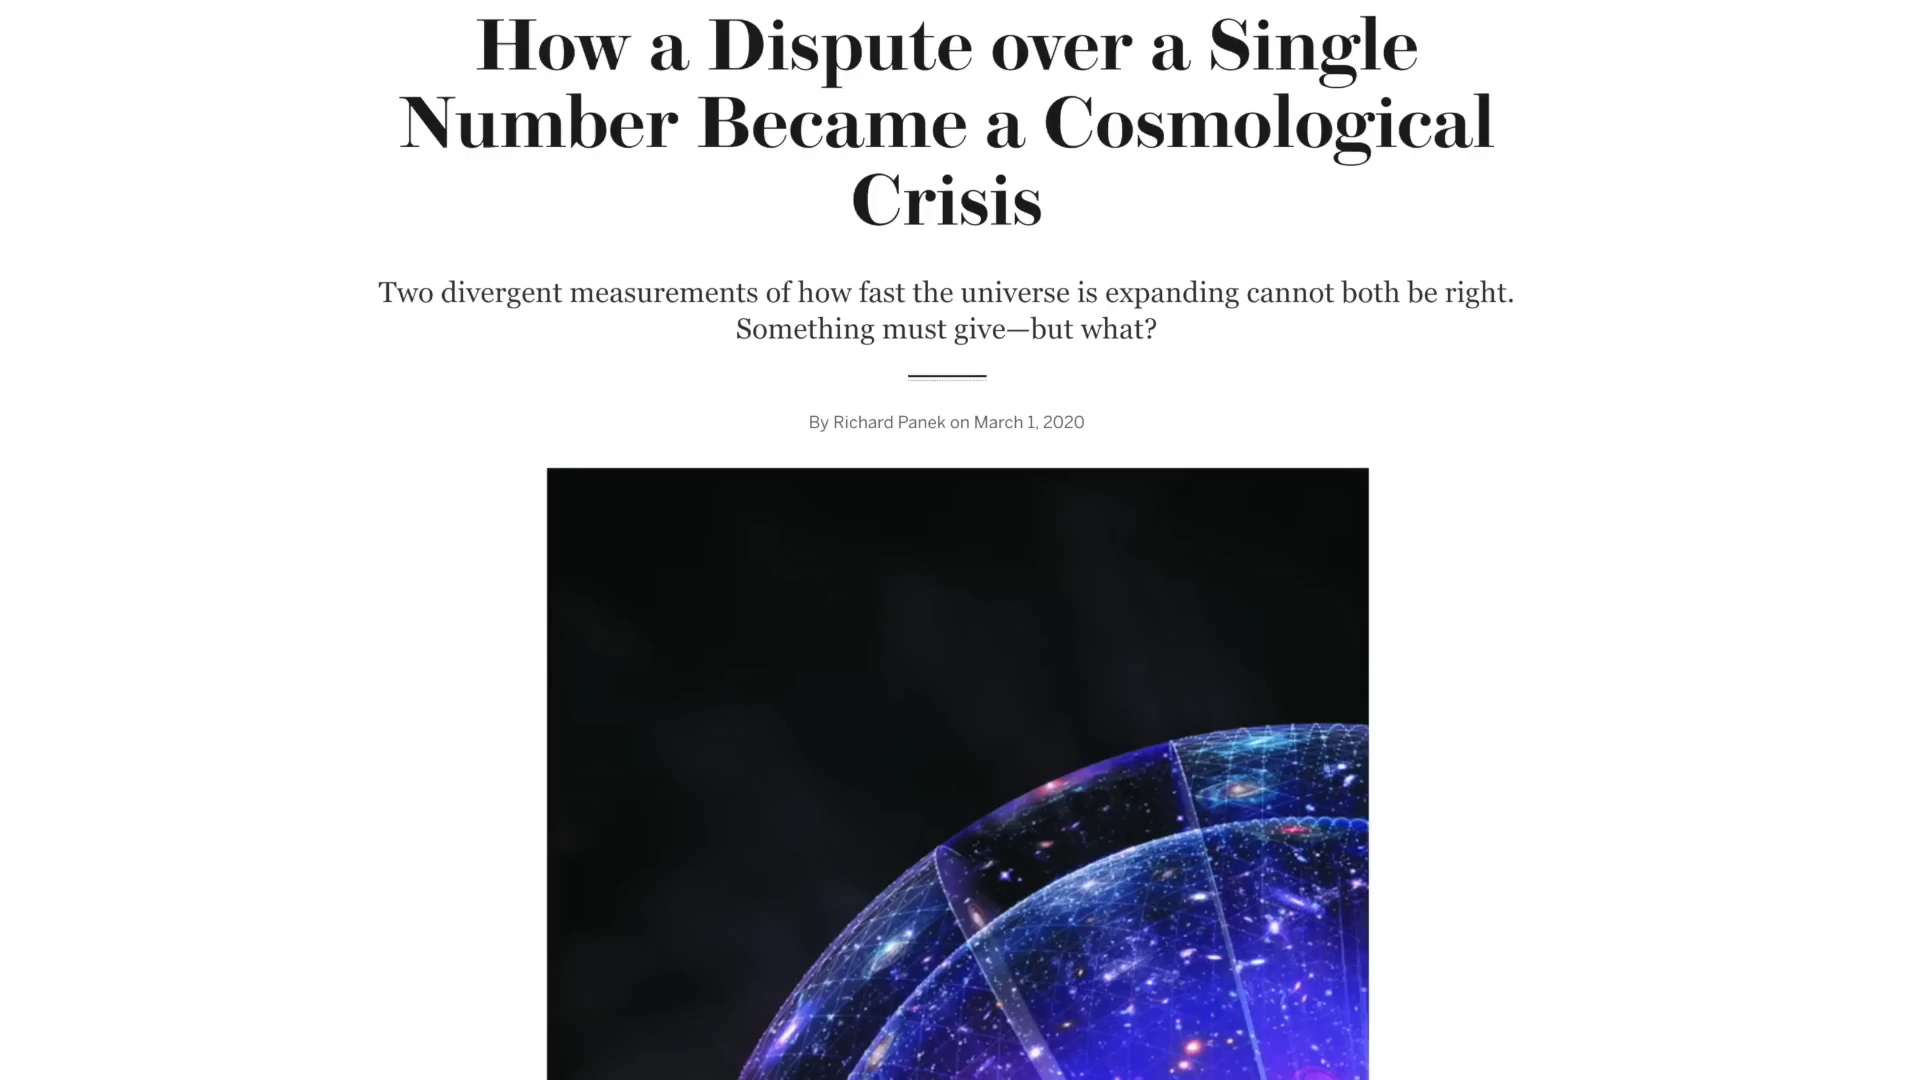 How a Dispute over a Single
Number Became a Cosmological
Crisis
Two divergent measurements of how fast the universe is expanding cannot both be right.
Something must give—but what?
By Richard Panek on March 1, 2020